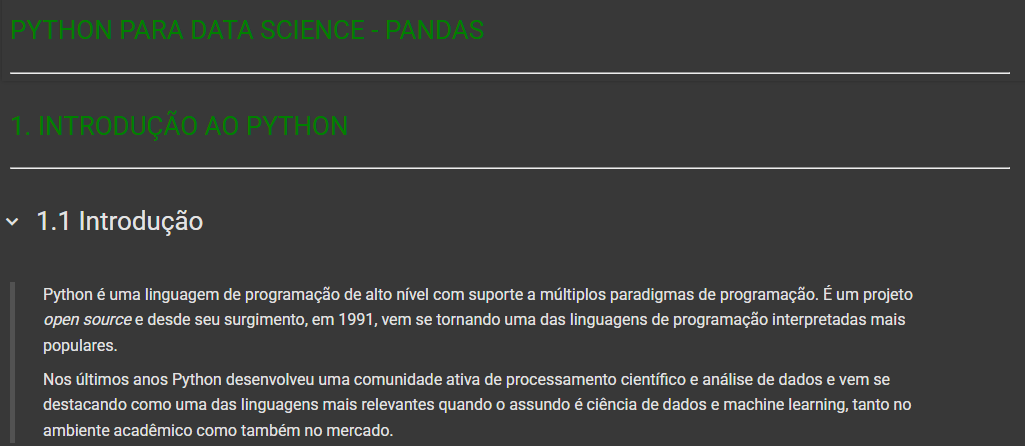 PYTHON PARA DATA SCIENCE - PANDAS
1. INTRODUÇÃO AO PYTHON
1.1 Introdução
Python é uma linguagem de programação de alto nível com suporte a múltiplos paradigmas de programação. É um projeto
open source e desde seu surgimento, em 1991, vem se tornando uma das linguagens de programação interpretadas mais
populares.
Nos últimos anos Python desenvolveu uma comunidade ativa de processamento científico e análise de dados e vem se
destacando como uma das linguagens mais relevantes quando o assundo é ciência de dados e machine learning, tanto no
ambiente acadêmico como também no mercado.